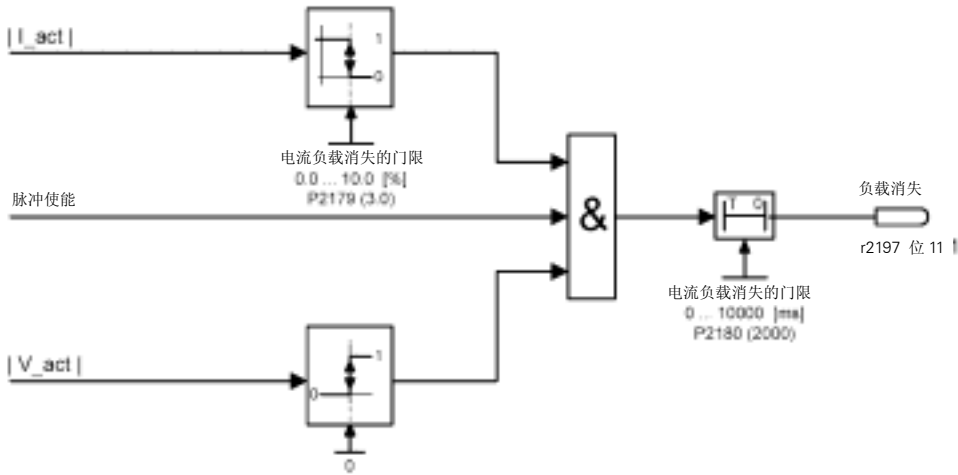 | I_act |
1
0
电流负载消失的门限
0.0 ... 10.0 [%]
P2179 (3.0)
脉冲使能
&
T Q
负载消失
r2197 位 11 1
电流负载消失的门限
0 ... 10000 [ms]
P2180 (2000)
| V_act |
1
0
0